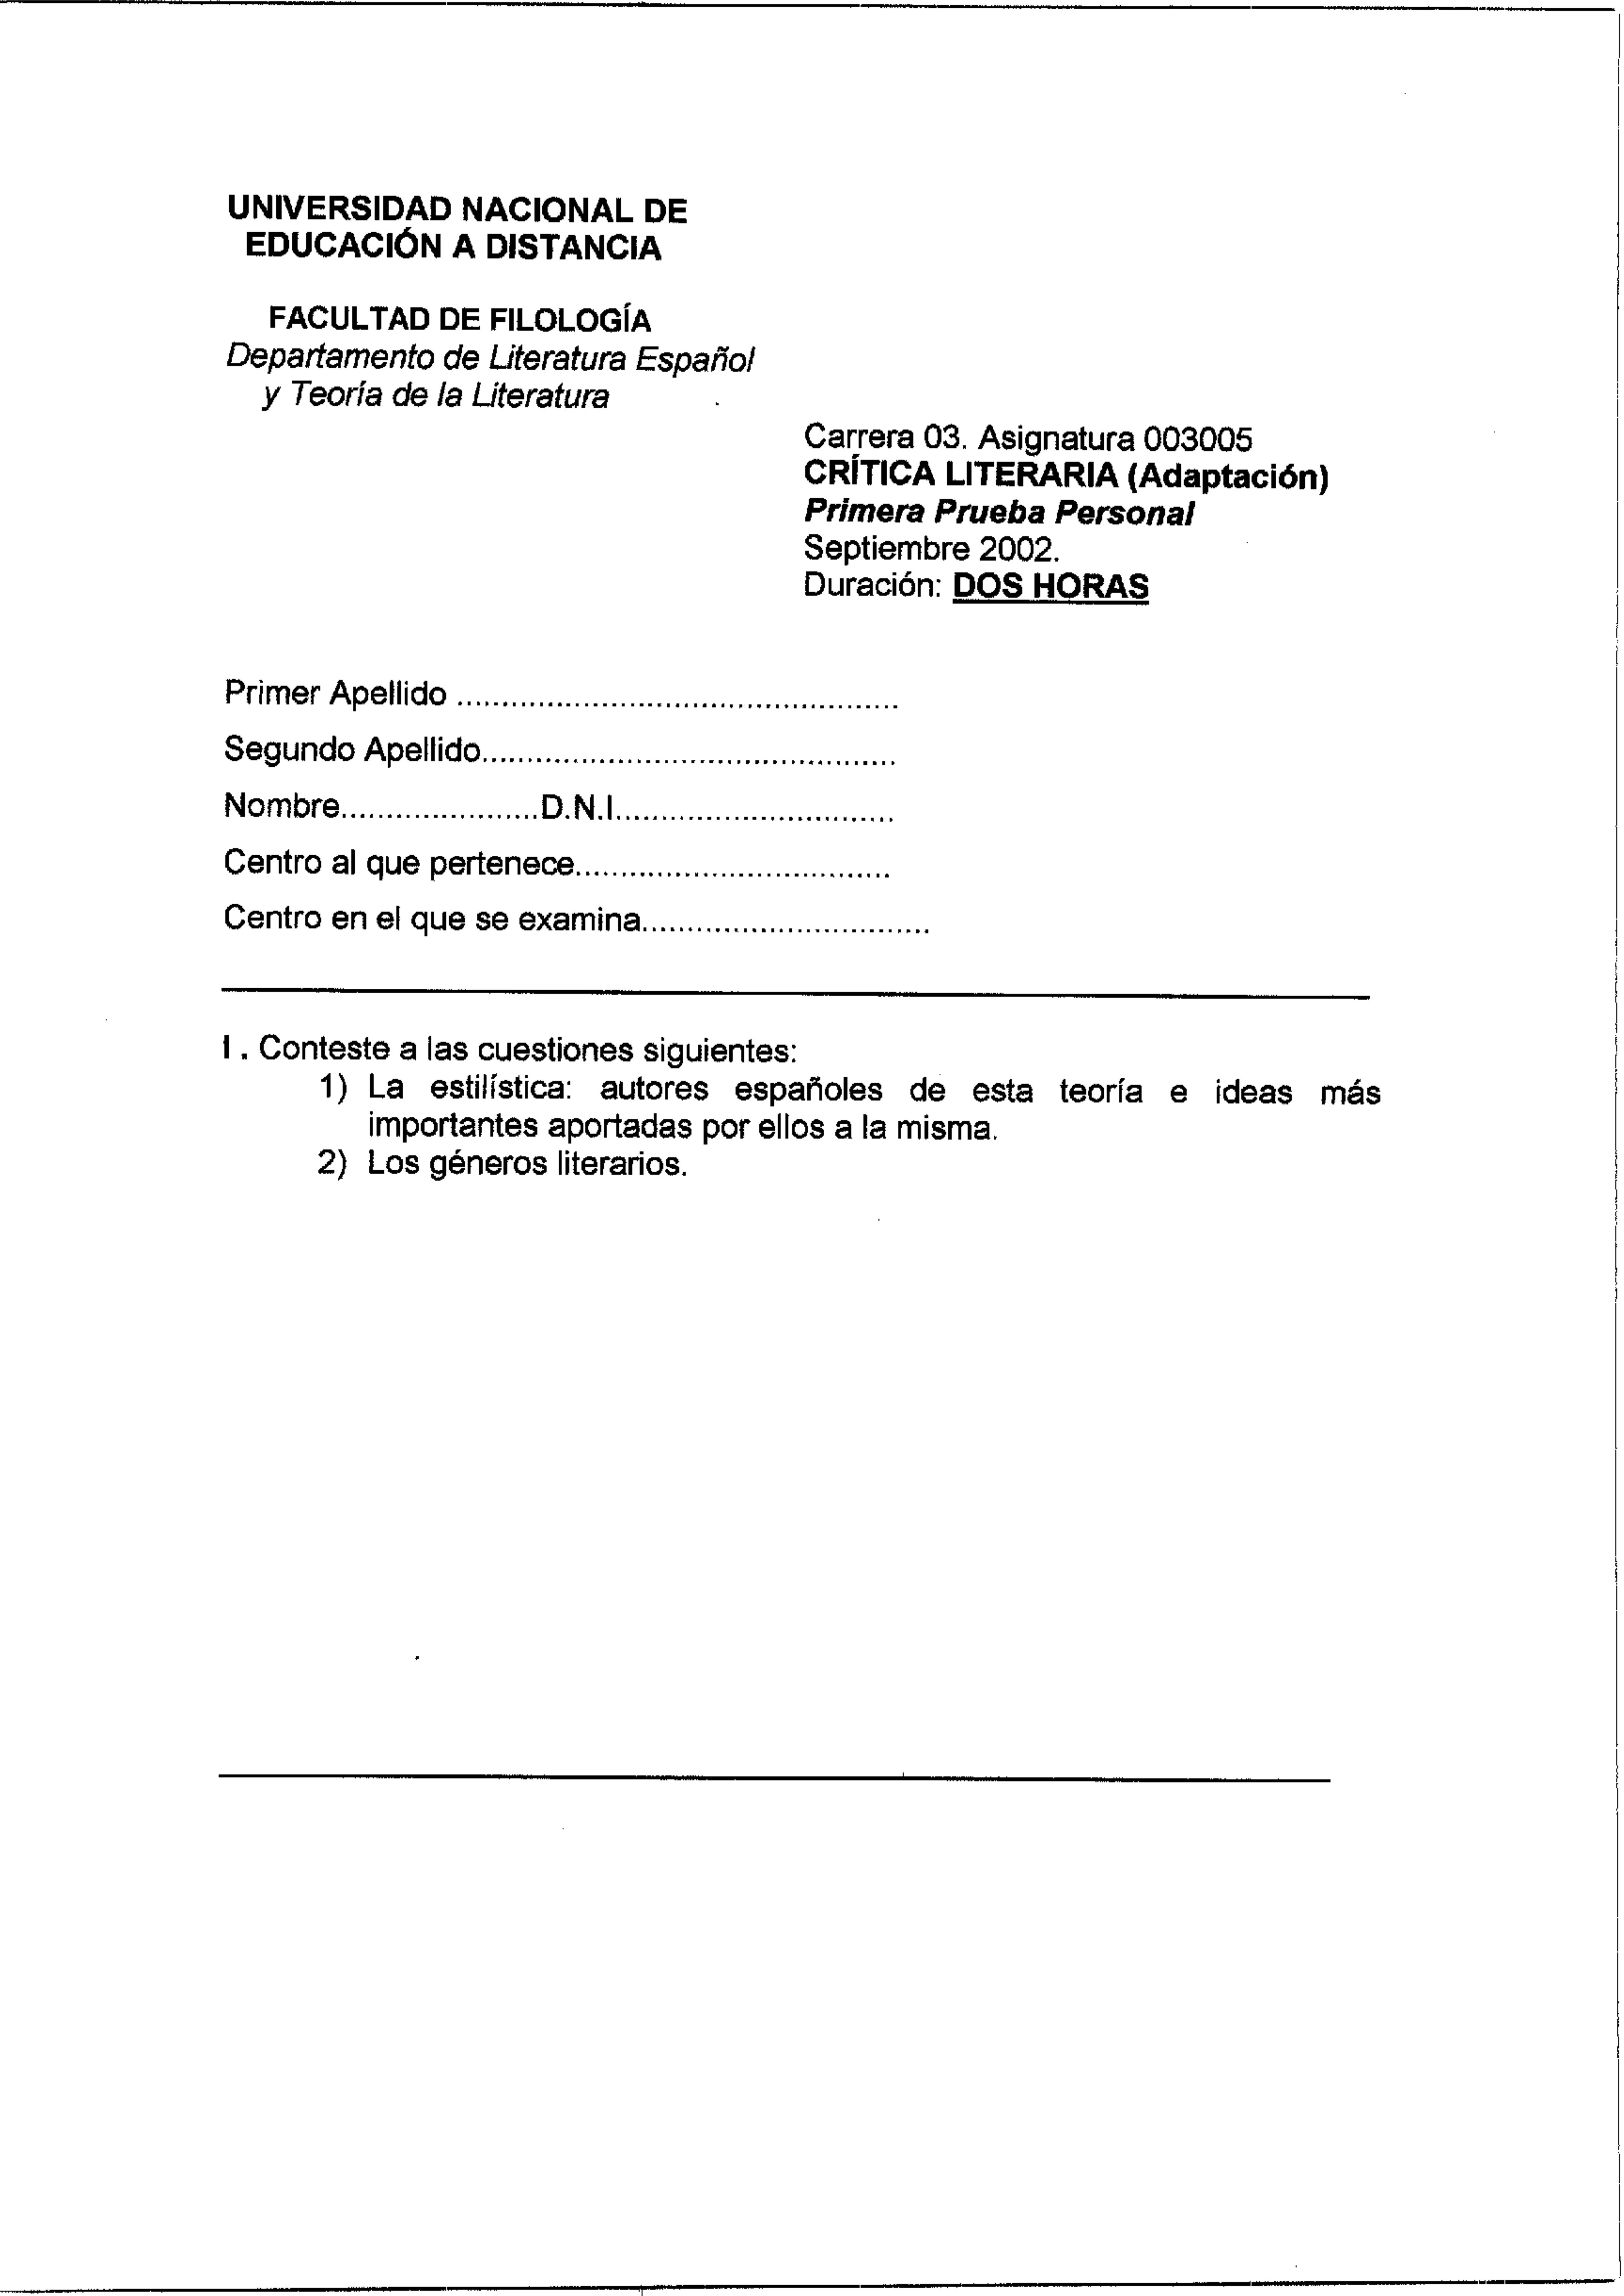 UNIVERSIDAD NACIONAL DE
EDUCACIÓN A DISTANCIA
FACULTAD DE FILOLOGÍA
Departamento de Literatura Español
y Teoría de la Literatura
Carrera 03. Asignatura 003005
CRÍTICA LITERARIA (Adaptación)
Primera Prueba Personal
Septiembre 2002.
Duración: DOS HORAS
Primer Apellido ................................................
Segundo Apellido.............................................
Nombre......................D.N.I..............................
Centro al que pertenece..................................
Centro en el que se examina...............................
I . Conteste a las cuestiones siguientes:
1) La estilística: autores españoles de esta teoría e ideas más
importantes aportadas por ellos a la misma.
2) Los géneros literarios.